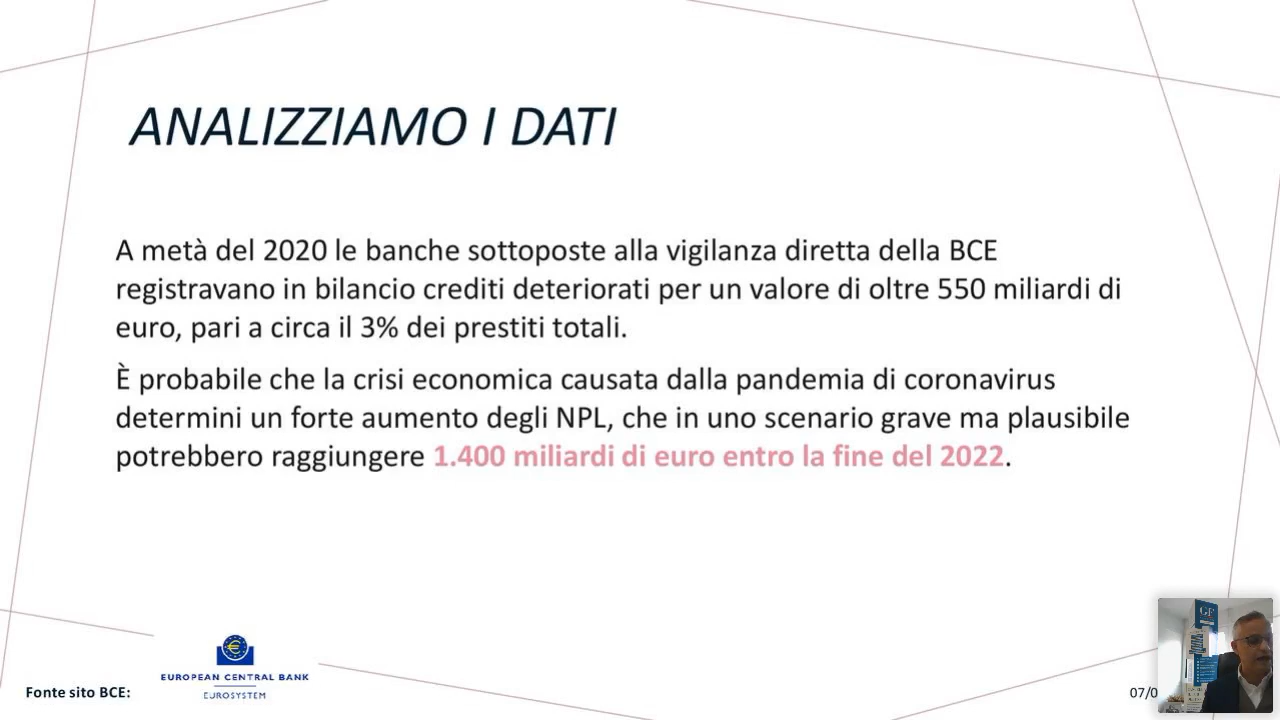 ANALIZZIAMO I DATI
A metà del 2020 le banche sottoposte alla vigilanza diretta della BCE
registravano in bilancio crediti deteriorati per un valore di oltre 550 miliardi di
euro, pari a circa il 3% dei prestiti totali.
È probabile che la crisi economica causata dalla pandemia di coronavirus
determini un forte aumento degli NPL, che in uno scenario grave ma plausibile
potrebbero raggiungere 1.400 miliardi di euro entro la fine del 2022.
EUROPEAN CENTRAL BANK
EUROSYSTEM
Fonte sito BCE:
07/0
GF